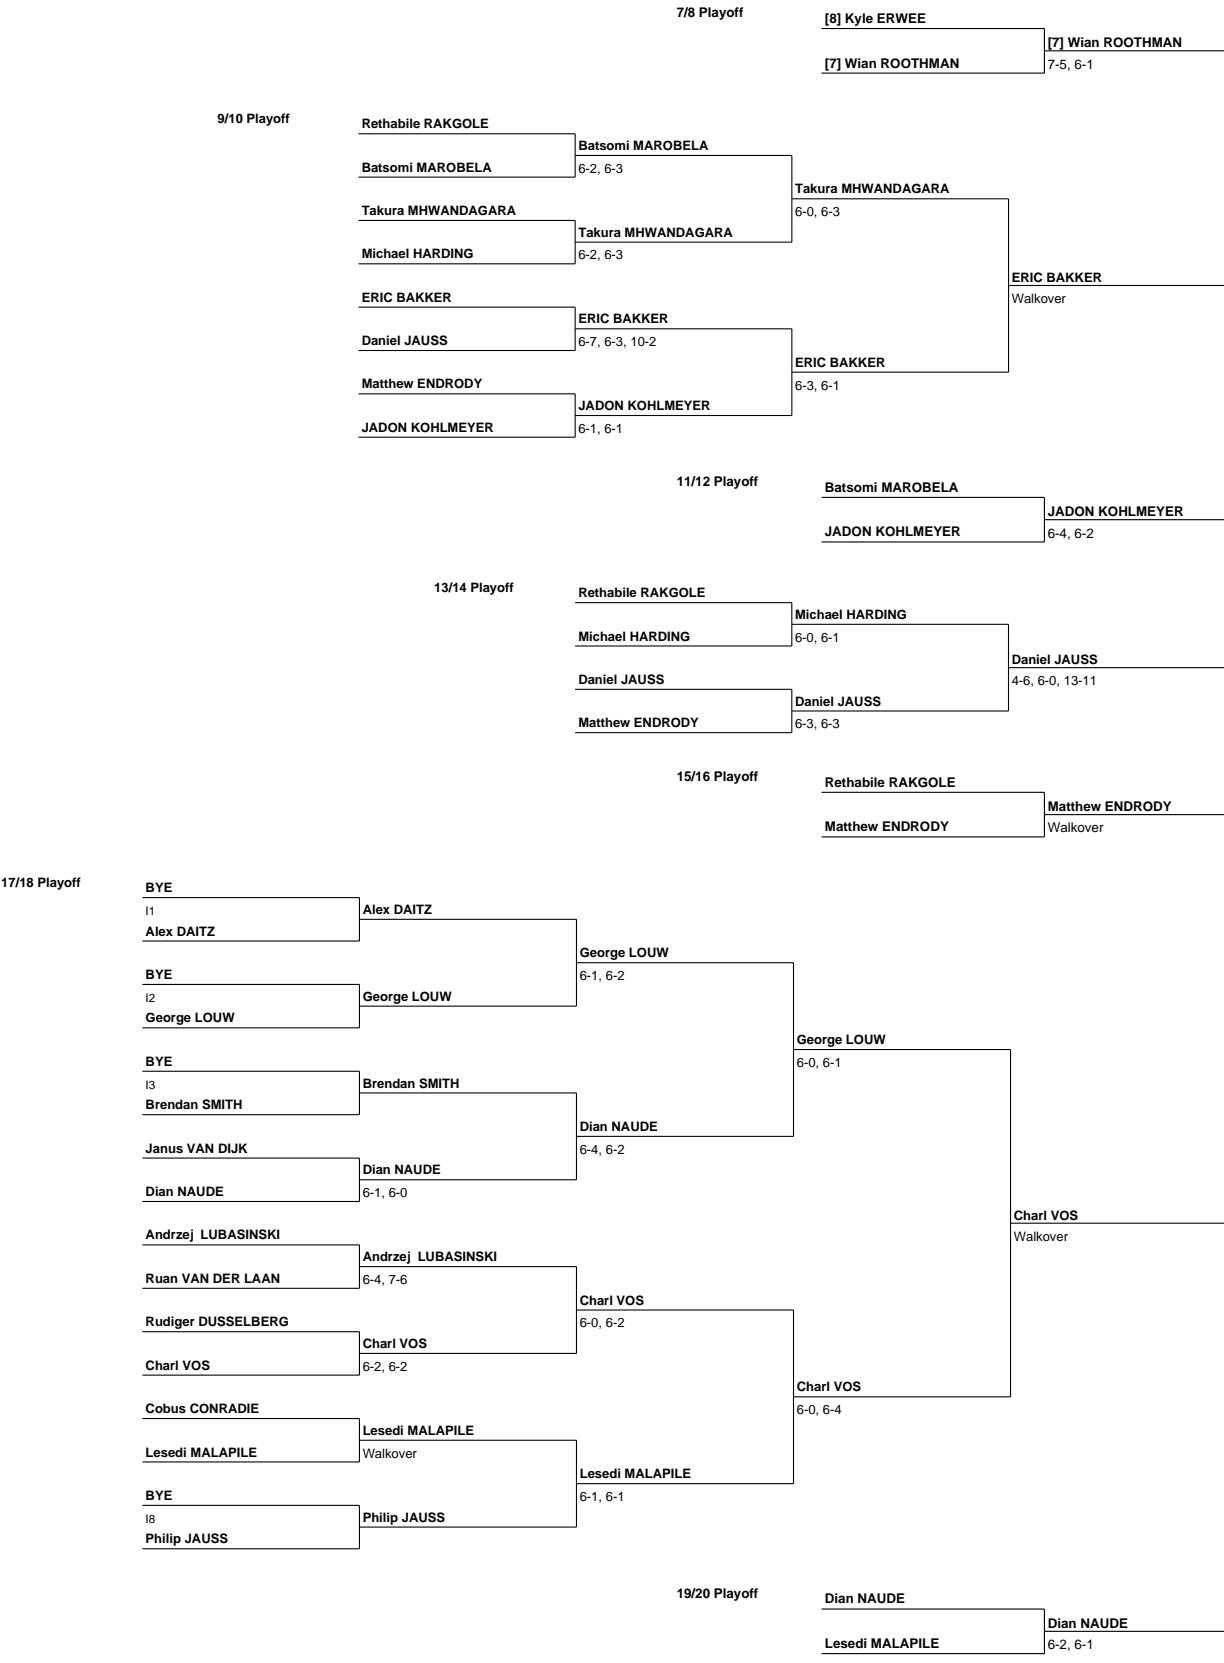 7/8 Playoff
[8] Kyle ERWEE
[7] Wian ROOTHMAN
[7] Wian ROOTHMAN
7-5, 6-1
9/10 Playoff
Rethabile RAKGOLE
Batsomi MAROBELA
Batsomi MAROBELA
6-2, 6-3
Takura MHWANDAGARA
Takura MHWANDAGARA
6-0, 6-3
Takura MHWANDAGARA
Michael HARDING
6-2, 6-3
ERIC BAKKER
Walkover
ERIC BAKKER
ERIC BAKKER
Daniel JAUSS
6-7, 6-3, 10-2
ERIC BAKKER
6-3, 6-1
Matthew ENDRODY
JADON KOHLMEYER
JADON KOHLMEYER
6-1, 6-1
11/12 Playoff
Batsomi MAROBELA
JADON KOHLMEYER
JADON KOHLMEYER
6-4, 6-2
13/14 Playoff
Rethabile RAKGOLE
Michael HARDING
Michael HARDING
6-0, 6-1
Daniel JAUSS
4-6, 6-0, 13-11
Daniel JAUSS
Daniel JAUSS
Matthew ENDRODY
6-3, 6-3
15/16 Playoff
Rethabile RAKGOLE
Matthew ENDRODY
Matthew ENDRODY
Walkover
17/18 Playoff
BYE
I1
Alex DAITZ
Alex DAITZ
George LOUW
6-1, 6-2
BYE
I2
George LOUW
George LOUW
George LOUW
6-0, 6-1
BYE
I3
Brendan SMITH
Brendan SMITH
Dian NAUDE
6-4, 6-2
Janus VAN DIJK
Dian NAUDE
Dian NAUDE
6-1, 6-0
Charl VOS
Walkover
Andrzej  LUBASINSKI
Andrzej  LUBASINSKI
Ruan VAN DER LAAN
6-4, 7-6
Charl VOS
6-0, 6-2
Rudiger DUSSELBERG
Charl VOS
Charl VOS
6-2, 6-2
Charl VOS
6-0, 6-4
Cobus CONRADIE
Lesedi MALAPILE
Lesedi MALAPILE
Walkover
Lesedi MALAPILE
6-1, 6-1
BYE
I8
Philip JAUSS
Philip JAUSS
19/20 Playoff
Dian NAUDE
Dian NAUDE
Lesedi MALAPILE
6-2, 6-1